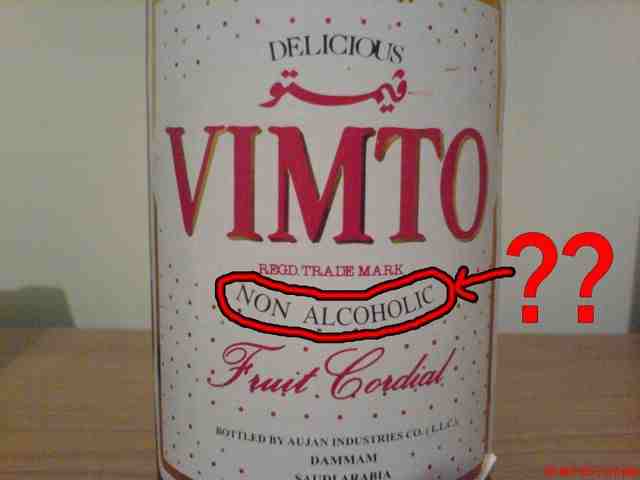 DELICIOUS
فيمتو
VIMTO
REGD. TRADE MARK
NON ALCOHOLIC
??
Fruit Cordial
BOTTLED BY AUJAN INDUSTRIES CO. (L.L.C.)
DAMMAM
SAUDI ARABIA